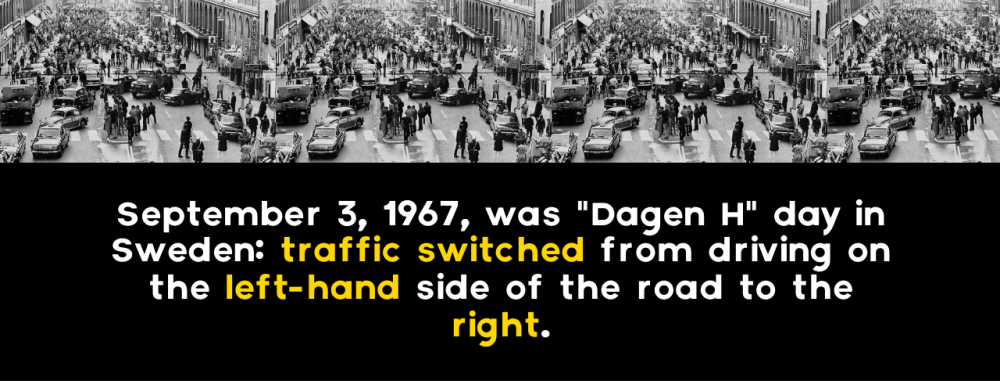 September 3, 1967, was "Dagen H" day in
Sweden: traffic switched from driving on
the left-hand side of the road to the
right.